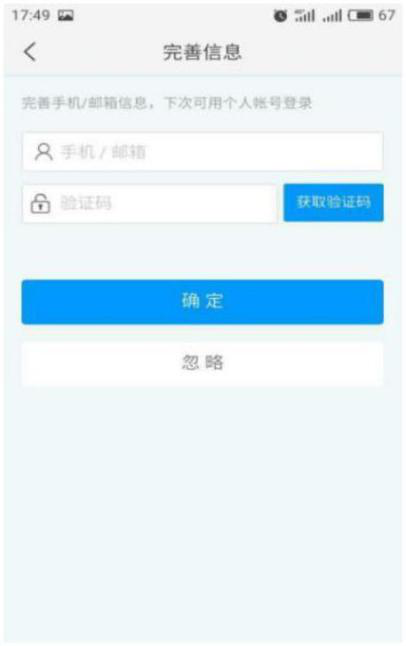 17:49 67
完善信息
完善手机/邮箱信息，下次可用个人帐号登录
手机 / 邮箱
验证码 获取验证码
确 定
忽 略